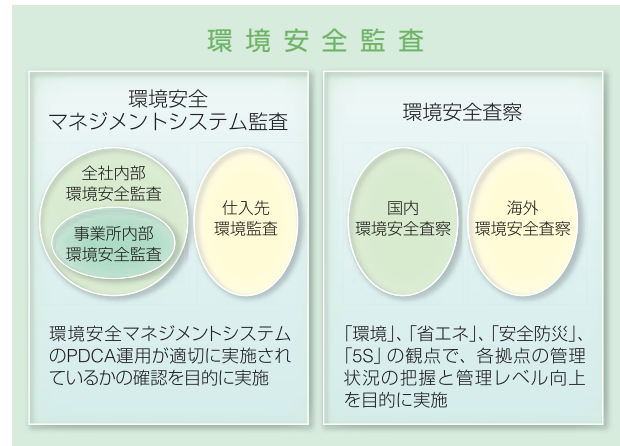 環境安全監査
環境安全
マネジメントシステム監査
全社内部
環境安全監査
事業所内部
環境安全監査
仕入先
環境監査
環境安全マネジメントシステム
のPDCA運用が適切に実施され
ているかの確認を目的に実施
環境安全査察
国内
環境安全査察
海外
環境安全査察
「環境」、「省エネ」、「安全防災」、
「5S」の観点で、各拠点の管理
状況の把握と管理レベル向上
を目的に実施